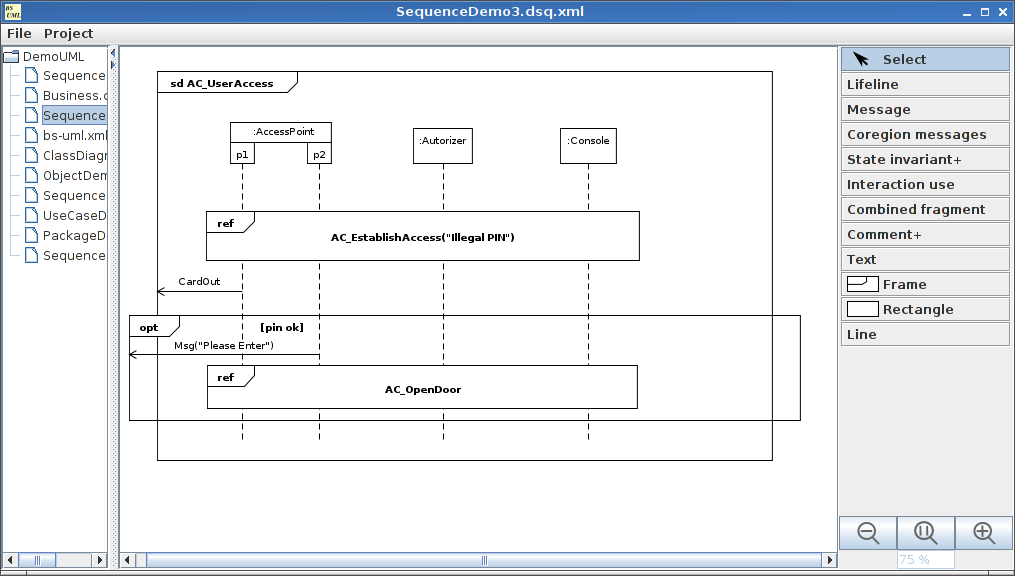 BS UML
SequenceDemo3.dsq.xml
File Project
DemoUML
Sequence
Business.c
Sequence
bs-uml.xml
ClassDiagr
ObjectDem
Sequence
UseCaseD
PackageD
Sequence
sd AC_UserAccess
:AccessPoint
p1 p2
:Autorizer
:Console
ref
AC_EstablishAccess("Illegal PIN")
CardOut
opt [pin ok]
Msg("Please Enter")
ref
AC_OpenDoor
Select
Lifeline
Message
Coregion messages
State invariant+
Interaction use
Combined fragment
Comment+
Text
Frame
Rectangle
Line
75 %